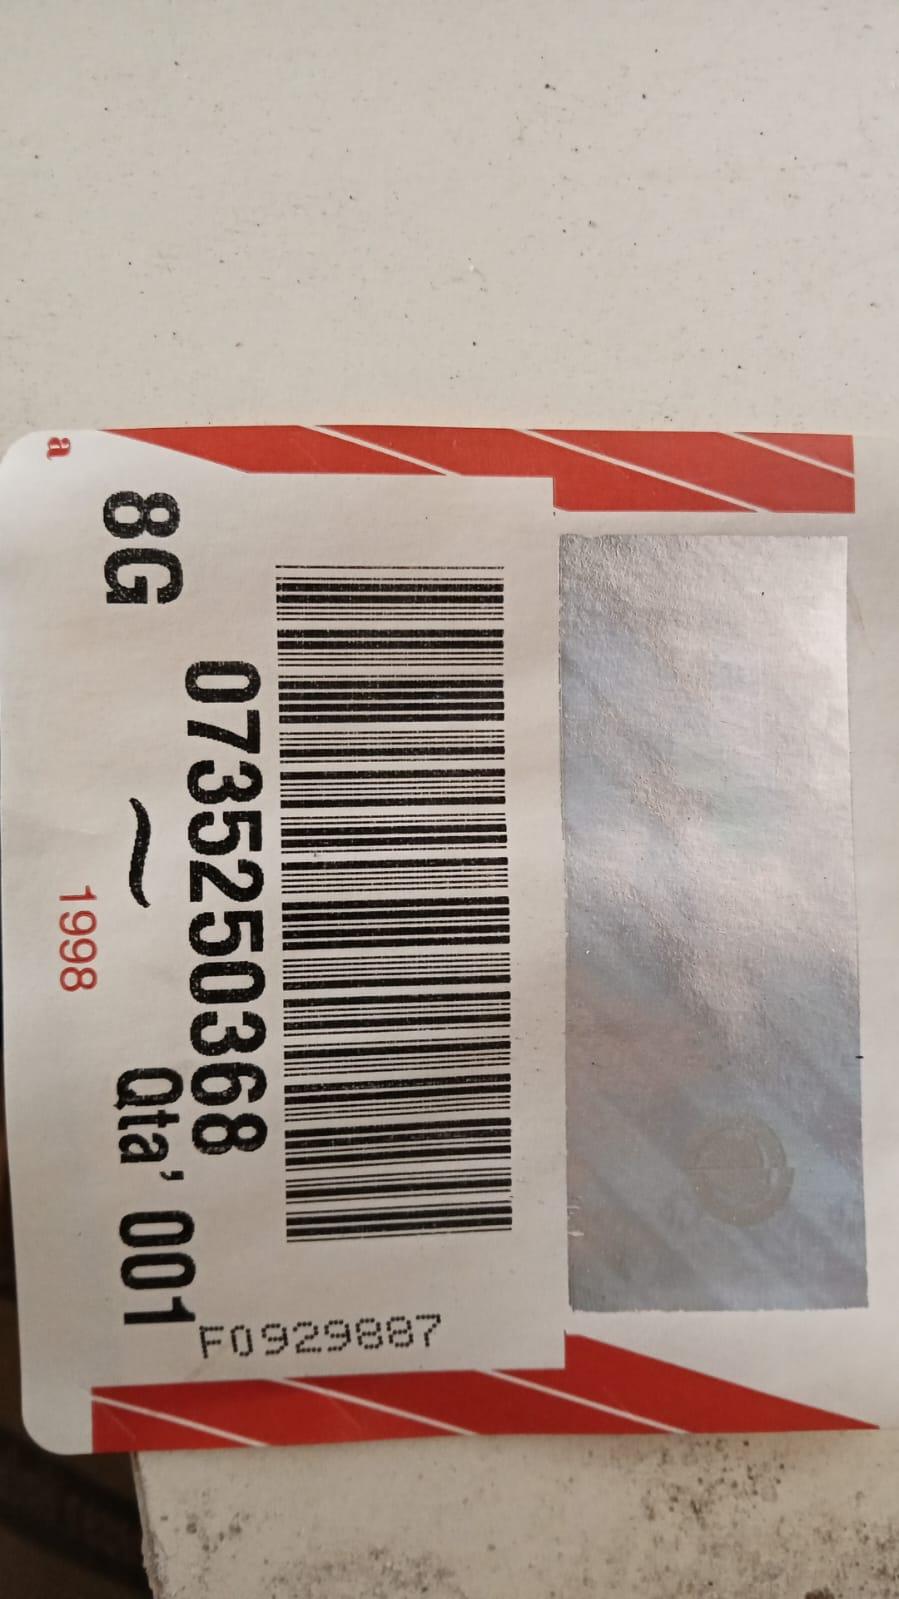 F0929887
0735250368
8G ~ Qta' 001
1998
a